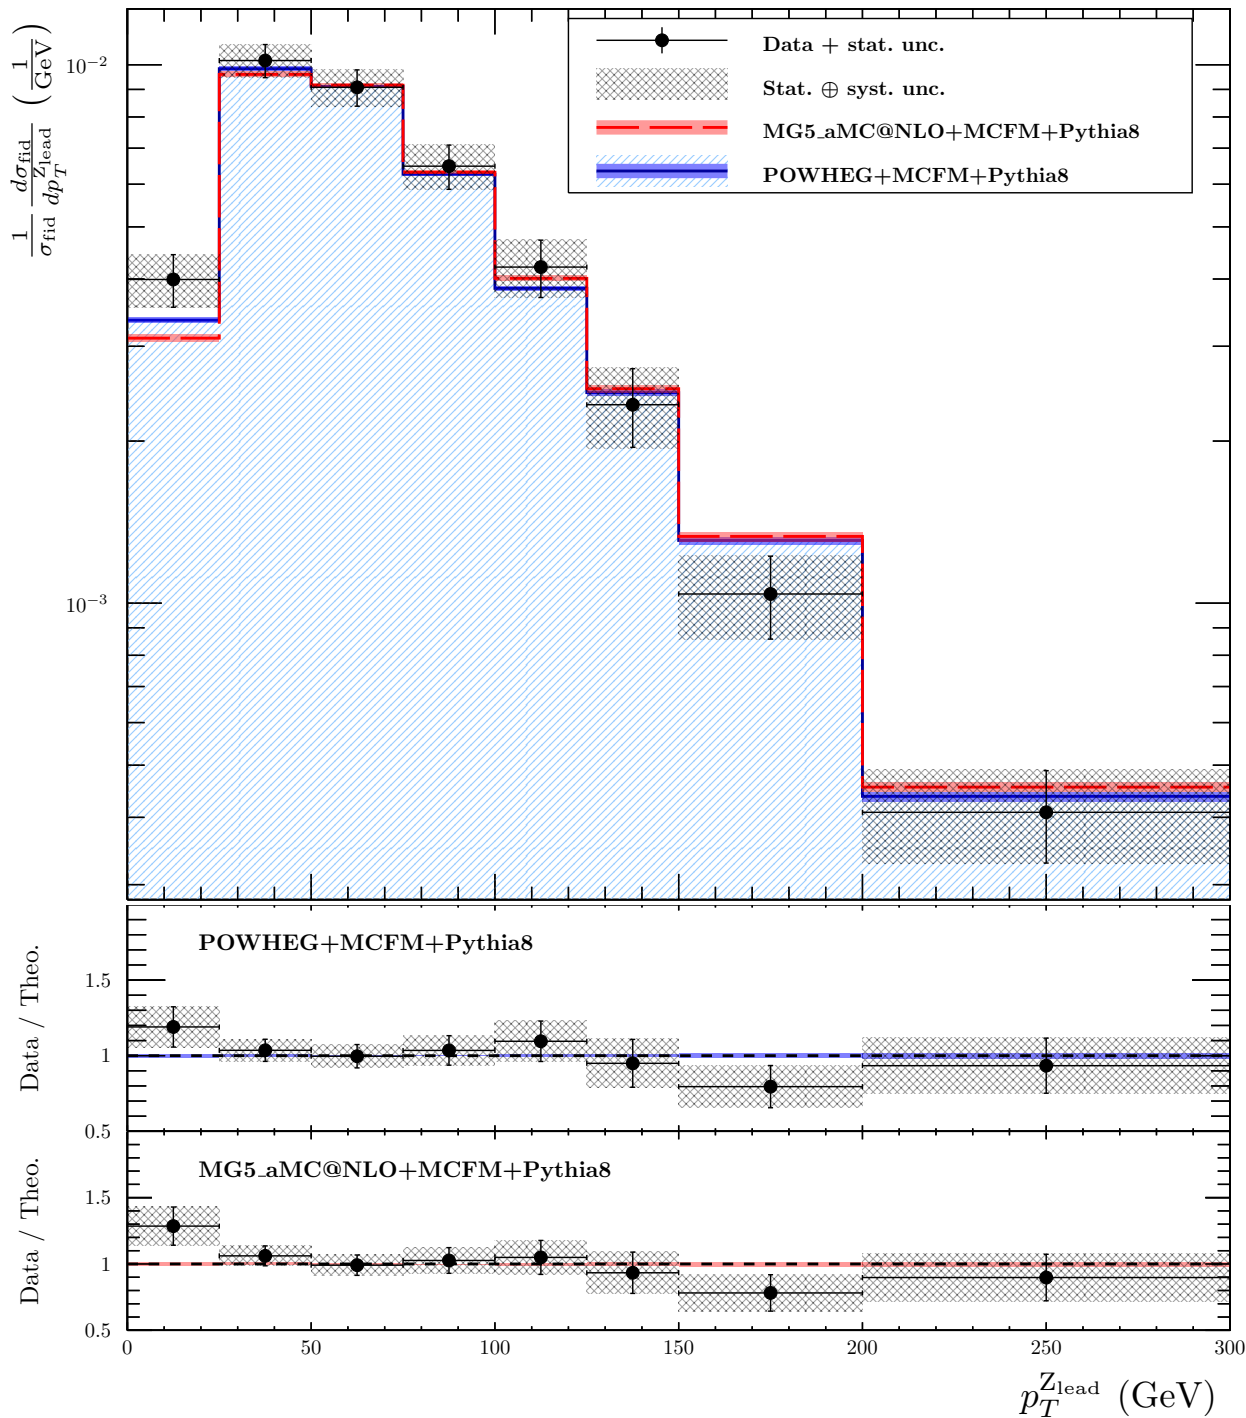 1/σ_fid dσ_fid/dp_T^{Z_lead} (1/GeV)
Data + stat. unc.
Stat. ⊕ syst. unc.
MG5_aMC@NLO+MCFM+Pythia8
POWHEG+MCFM+Pythia8
10^{−2}
10^{−3}
Data / Theo.
POWHEG+MCFM+Pythia8
1.5
1
0.5
Data / Theo.
MG5_aMC@NLO+MCFM+Pythia8
1.5
1
0.5
0 50 100 150 200 250 300
p_T^{Z_lead} (GeV)